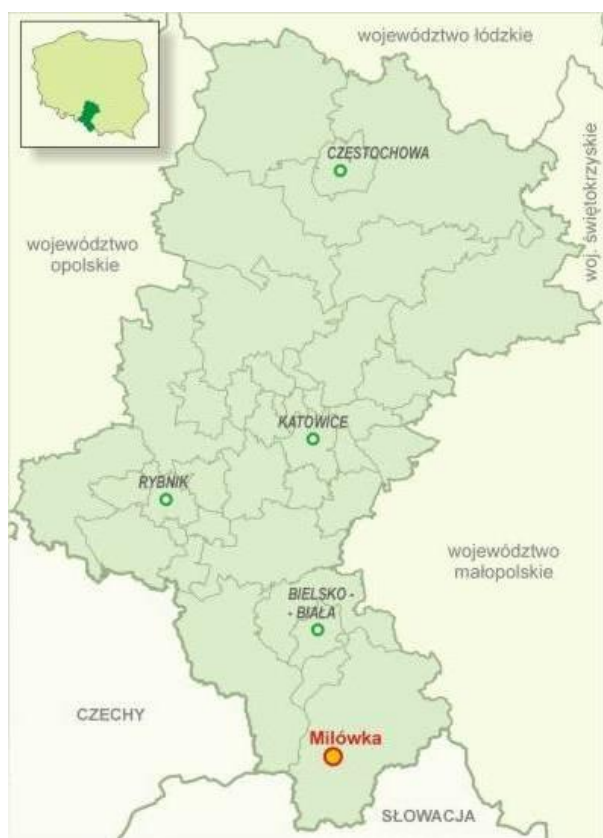 województwo łódzkie
CZĘSTOCHOWA
woj. świętokrzyskie
województwo
opolskie
KATOWICE
RYBNIK
województwo
małopolskie
BIELSKO -
- BIAŁA
CZECHY
Milówka
SŁOWACJA